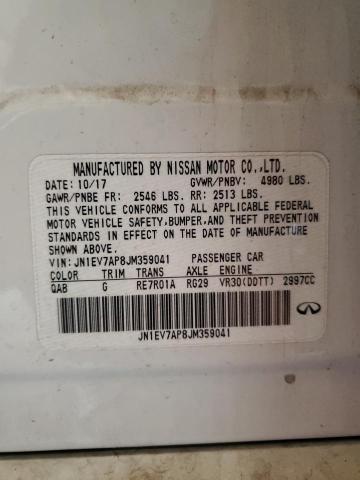 MANUFACTURED BY NISSAN MOTOR CO.,LTD.
DATE: 10/17 GVWR/PNBV: 4980 LBS.
GAWR/PNBE FR: 2546 LBS. RR: 2513 LBS.
THIS VEHICLE CONFORMS TO ALL APPLICABLE FEDERAL
MOTOR VEHICLE SAFETY,BUMPER,AND THEFT PREVENTION
STANDARDS IN EFFECT ON THE DATE OF MANUFACTURE
SHOWN ABOVE.
VIN: JN1EV7AP8JM359041 PASSENGER CAR
COLOR TRIM TRANS AXLE ENGINE
QAB G RE7R01A RG29 VR30(DDTT) 2997CC
JN1EV7AP8JM359041